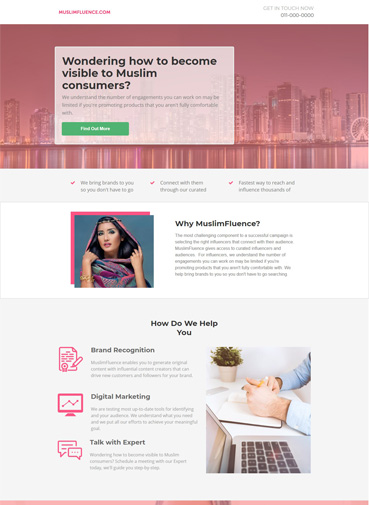 MUSLIMFLUENCE.COM
GET IN TOUCH NOW:
011-000-0000
Wondering how to become
visible to Muslim
consumers?
We understand the number of engagements you can work on may be
limited if you're promoting products that you aren't fully comfortable
with.
Find Out More
We bring brands to you
so you don't have to go
Connect with them
through our curated
Fastest way to reach and
influence thousands of
Why MuslimFluence?
The most challenging component to a successful campaign is
selecting the right influencers that connect with their audience
MuslimFluence gives access to curated influencers and
audiences. For influencers, we understand the number of
engagements you can work on may be limited if you're
promoting products that you aren't fully comfortable with. We
help bring brands to you so you don't have to go searching
How Do We Help
You
Brand Recognition
MuslimFluence enables you to generate original
content with influential content creators that can
drive new customers and followers for your brand.
Digital Marketing
We are testing most up-to-date tools for identifying
and your audience. We understand what you need
and we put all our efforts to achieve your meaningful
goal.
Talk with Expert
Wondering how to become visible to Muslim
consumers? Schedule a meeting with our Expert
today, we'll guide you step-by-step.